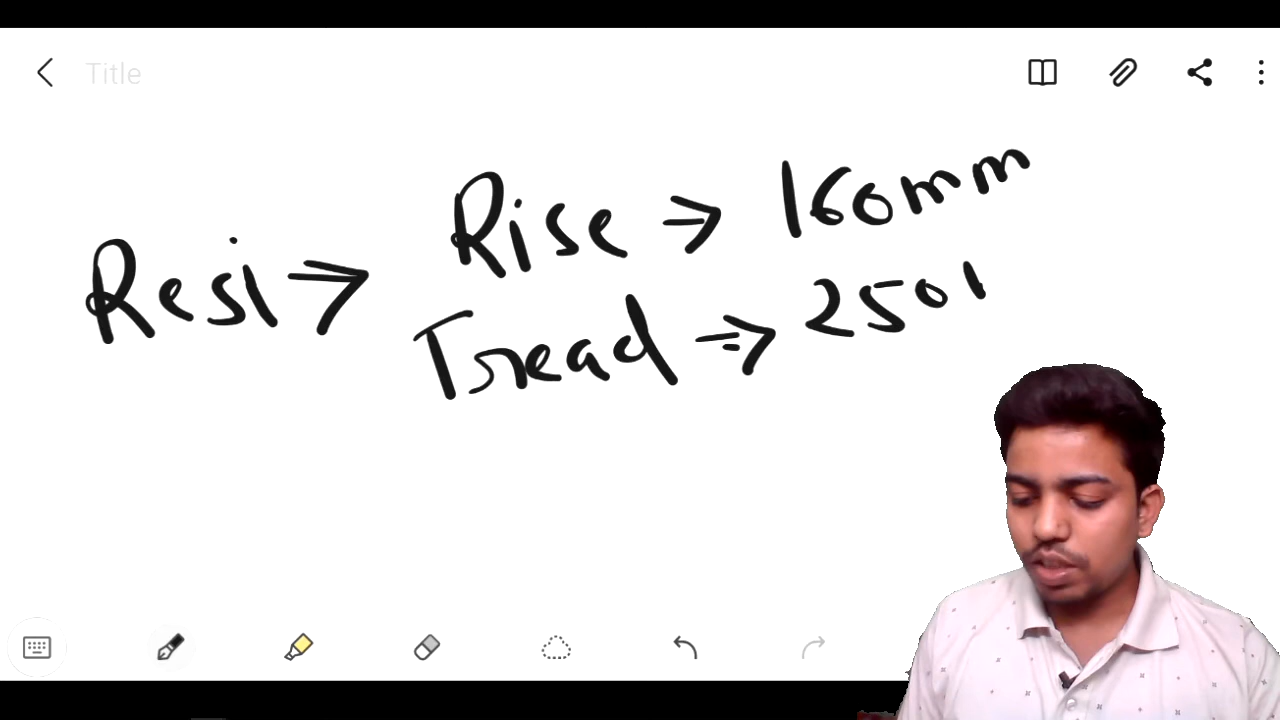 Title
Resi → Rise → 160mm
Tread → 250